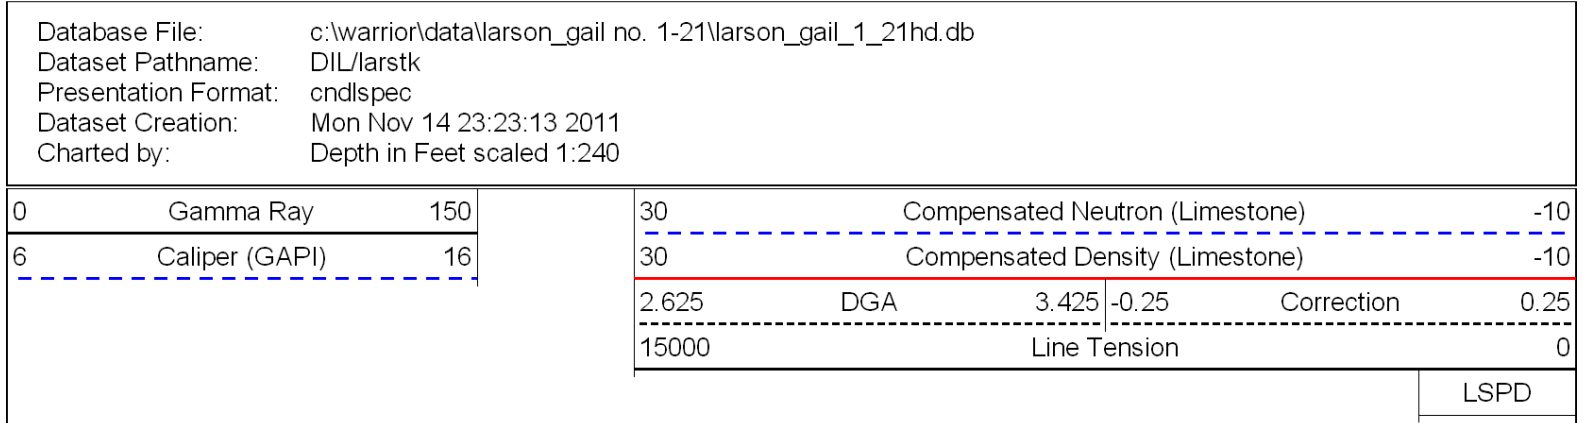 Database File: c:\warrior\data\larson_gail no. 1-21\larson_gail_1_21hd.db
Dataset Pathname: DIL/larstk
Presentation Format: cndlspec
Dataset Creation: Mon Nov 14 23:23:13 2011
Charted by: Depth in Feet scaled 1:240
0 Gamma Ray 150 30 Compensated Neutron (Limestone) -10
6 Caliper (GAPI) 16 30 Compensated Density (Limestone) -10
2.625 DGA 3.425 -0.25 Correction 0.25
15000 Line Tension 0
LSPD